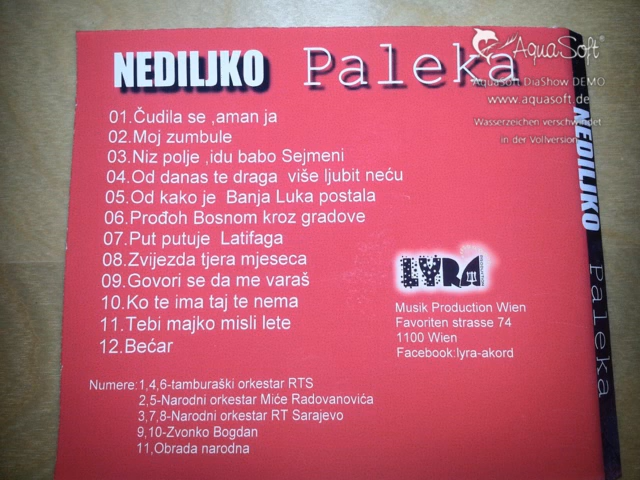 NEDILJKO Paleka
01.Čudila se ,aman ja
02.Moj zumbule
03.Niz polje ,idu babo Sejmeni
04.Od danas te draga više ljubit neću
05.Od kako je Banja Luka postala
06.Prođoh Bosnom kroz gradove
07.Put putuje Latifaga
08.Zvijezda tjera mjeseca
09.Govori se da me varaš
10.Ko te ima taj te nema
11.Tebi majko misli lete
12.Bećar
LYRA
Musik Production Wien
Favoriten strasse 74
1100 Wien
Facebook:lyra-akord
Numere:1,4,6-tamburaški orkestar RTS
2,5-Narodni orkestar Miće Radovanovića
3,7,8-Narodni orkestar RT Sarajevo
9,10-Zvonko Bogdan
11,Obrada narodna
NEDILJKO Paleka
AquaSoft®
AquaSoft DiaShow DEMO
www.aquasoft.de
Wasserzeichen verschwindet
in der Vollversion